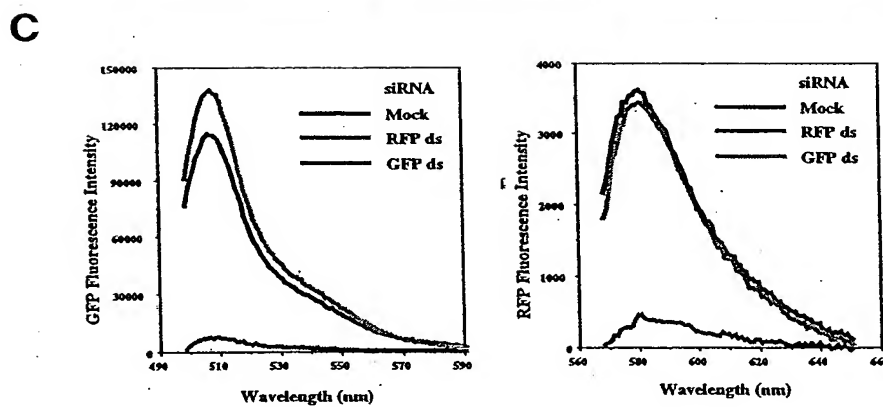 C
150000
120000
90000
60000
30000
0
GFP Fluorescence Intensity
490 510 530 550 570 590
Wavelength (nm)
siRNA
Mock
RFP ds
GFP ds
4000
3000
2000
1000
0
RFP Fluorescence Intensity
560 580 600 620 640 66
Wavelength (nm)
siRNA
Mock
RFP ds
GFP ds